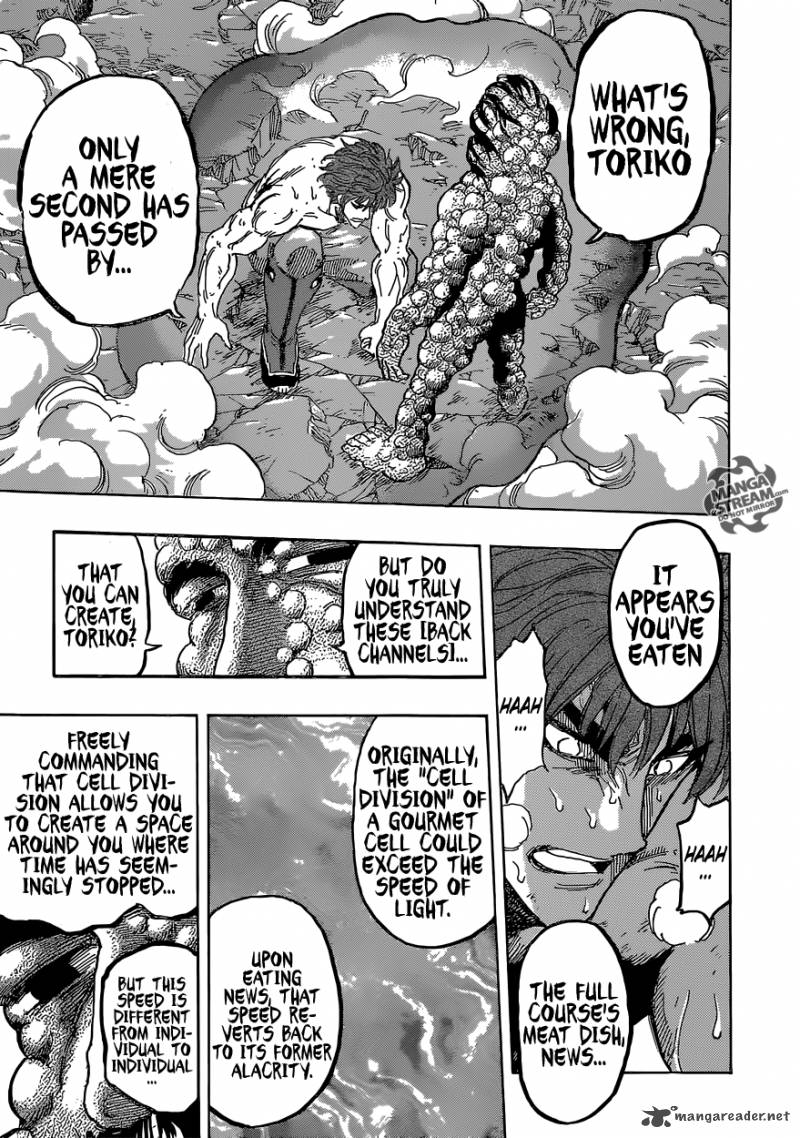 WHAT'S
WRONG,
TORIKO
ONLY
A MERE
SECOND HAS
PASSED
BY...
MANGA
STREAM.com
DO NOT MIRROR
IT
APPEARS
YOU'VE
EATEN
HAAH
...
HAAH
...
THE FULL
COURSE'S
MEAT DISH,
NEWS...
BUT DO
YOU TRULY
UNDERSTAND
THESE [BACK
CHANNELS]...
THAT
YOU CAN
CREATE,
TORIKO?
ORIGINALLY,
THE "CELL
DIVISION" OF
A GOURMET
CELL COULD
EXCEED THE
SPEED OF
LIGHT.
UPON
EATING
NEWS, THAT
SPEED RE-
VERTS BACK
TO ITS FORMER
ALACRITY.
FREELY
COMMANDING
THAT CELL DIVI-
SION ALLOWS YOU
TO CREATE A SPACE
AROUND YOU WHERE
TIME HAS SEEM-
INGLY STOPPED...
BUT THIS
SPEED IS
DIFFERENT
FROM INDI-
VIDUAL TO
INDIVIDUAL
...
mangareader.net